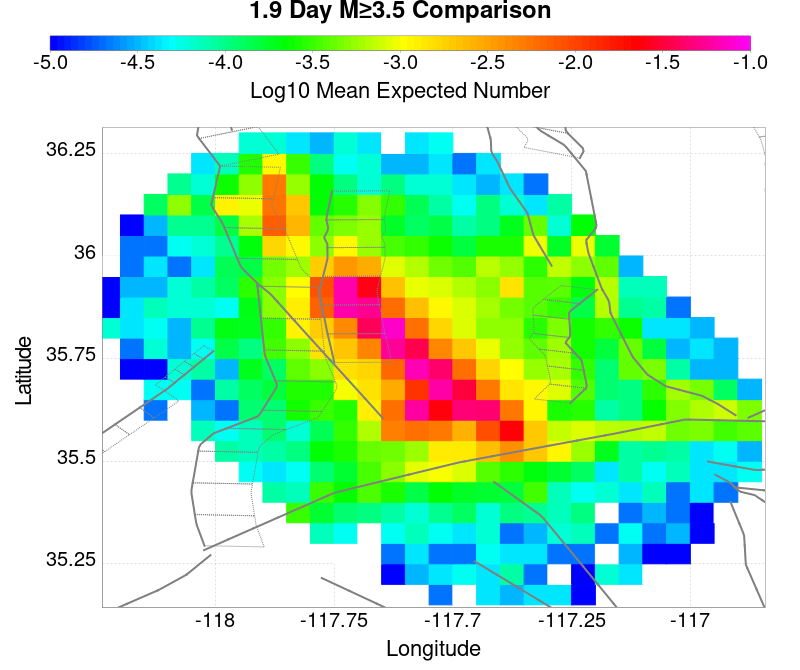 1.9 Day M≥3.5 Comparison
-5.0 -4.5 -4.0 -3.5 -3.0 -2.5 -2.0 -1.5 -1.0
Log10 Mean Expected Number
36.25
36
35.75
35.5
35.25
Latitude
-118 -117.75 -117.7 -117.25 -117
Longitude